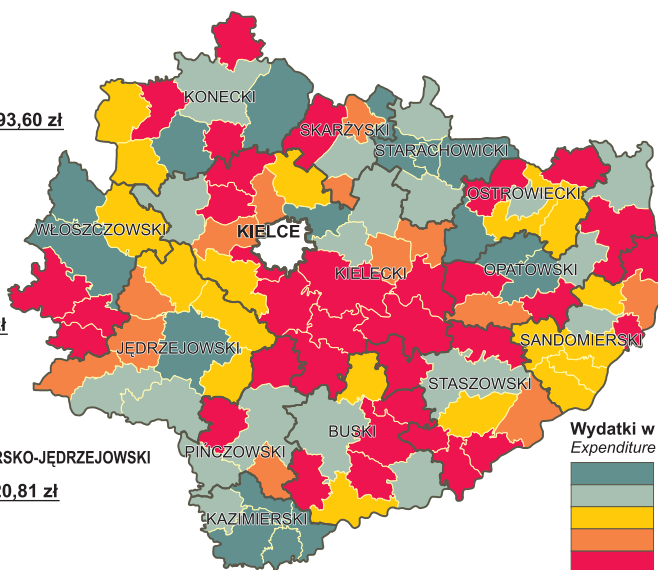 KONECKI
93,60 zł
SKARŻYSKI
STARACHOWICKI
OSTROWIECKI
WŁOSZCZOWSKI
KIELCE
KIELECKI
OPATOWSKI
zł
SANDOMIERSKI
JĘDRZEJOWSKI
STASZOWSKI
BUSKI
Wydatki w
Expenditure
PIŃCZOWSKI
RSKO-JĘDRZEJOWSKI
20,81 zł
KAZIMIERSKI